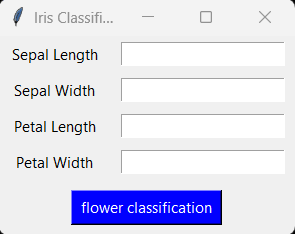 Iris Classifi...
Sepal Length
Sepal Width
Petal Length
Petal Width
flower classification